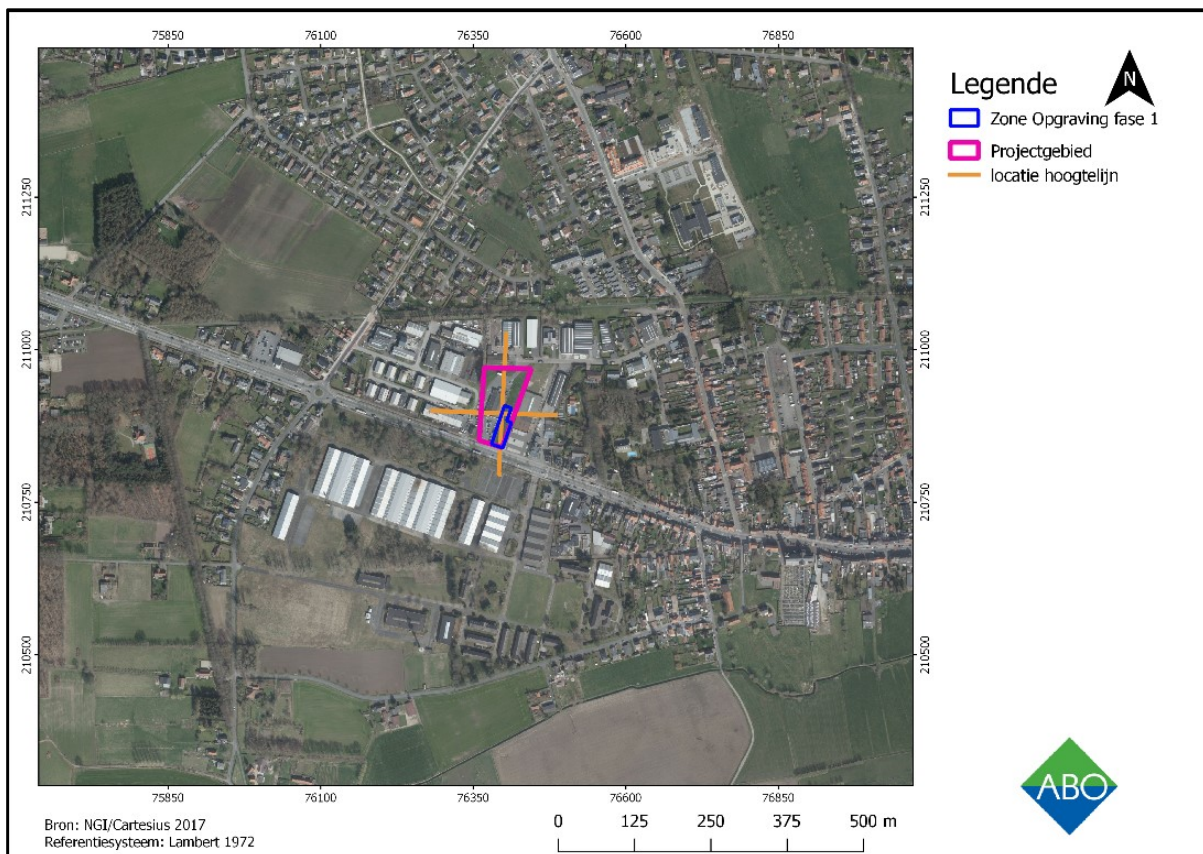 75850 76100 76350 76600 76850
211250
211000
210750
210500
211250
211000
210750
210500
75850 76100 76350 76600 76850
Legende
N
Zone Opgraving fase 1
Projectgebied
locatie hoogtelijn
ABO
Bron: NGI/Cartesius 2017
Referentiesysteem: Lambert 1972
0 125 250 375 500 m